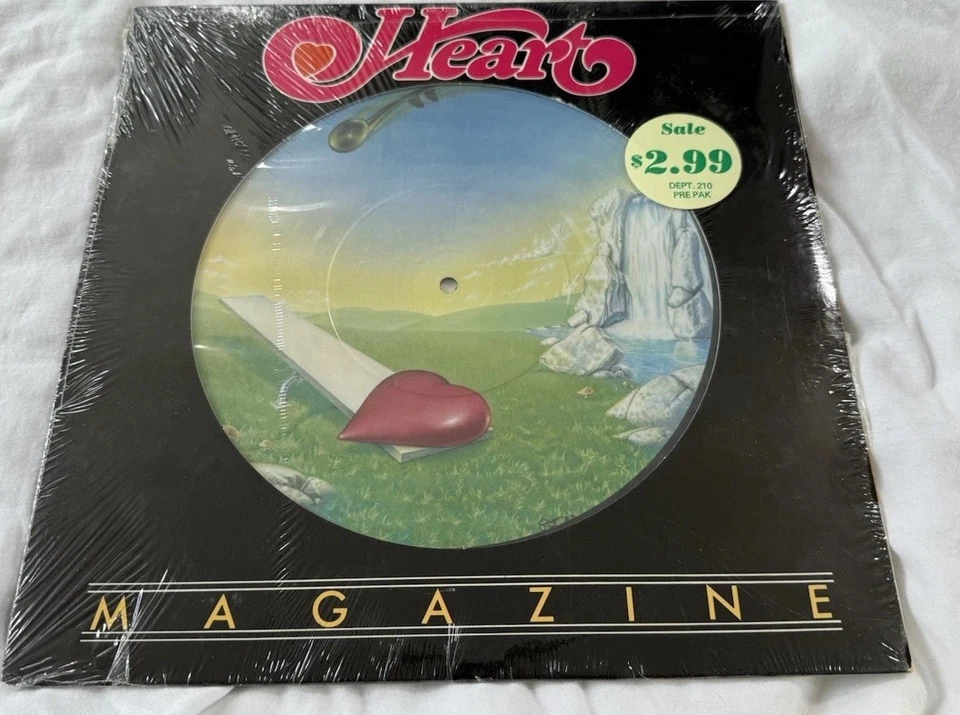 Heart
Sale
$2.99
DEPT. 210
PRE PAK
MAGAZINE